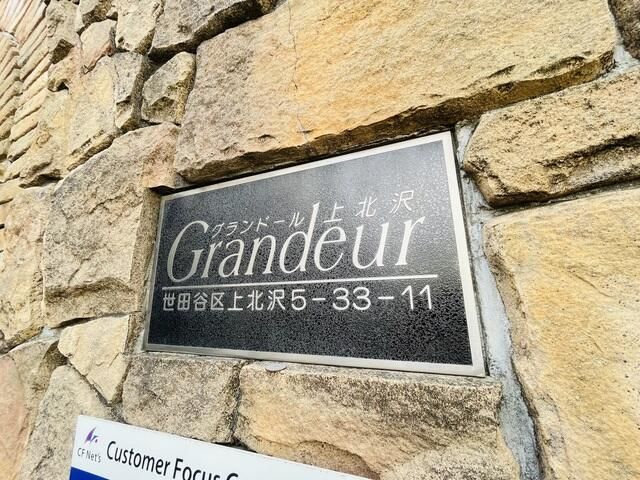 グランドール上北沢
Grandeur
世田谷区上北沢5-33-11
CF Net's
Customer Focus